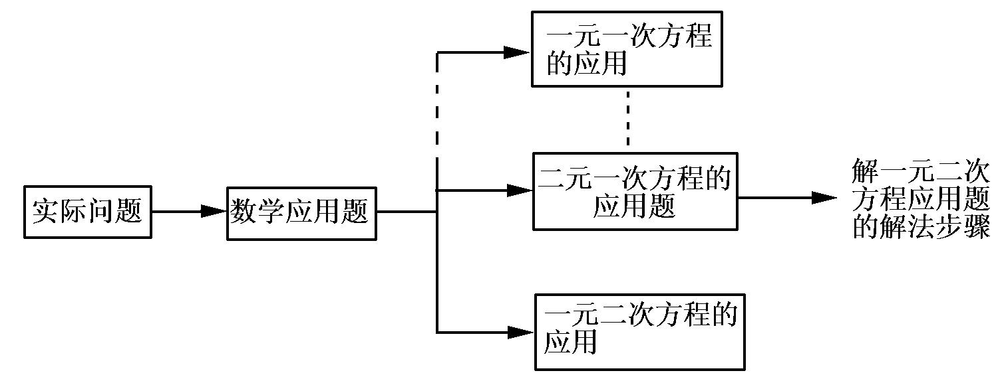 一元一次方程
的应用
二元一次方程的
应用题
解一元二次
方程应用题
的解法步骤
实际问题
数学应用题
一元二次方程的
应用